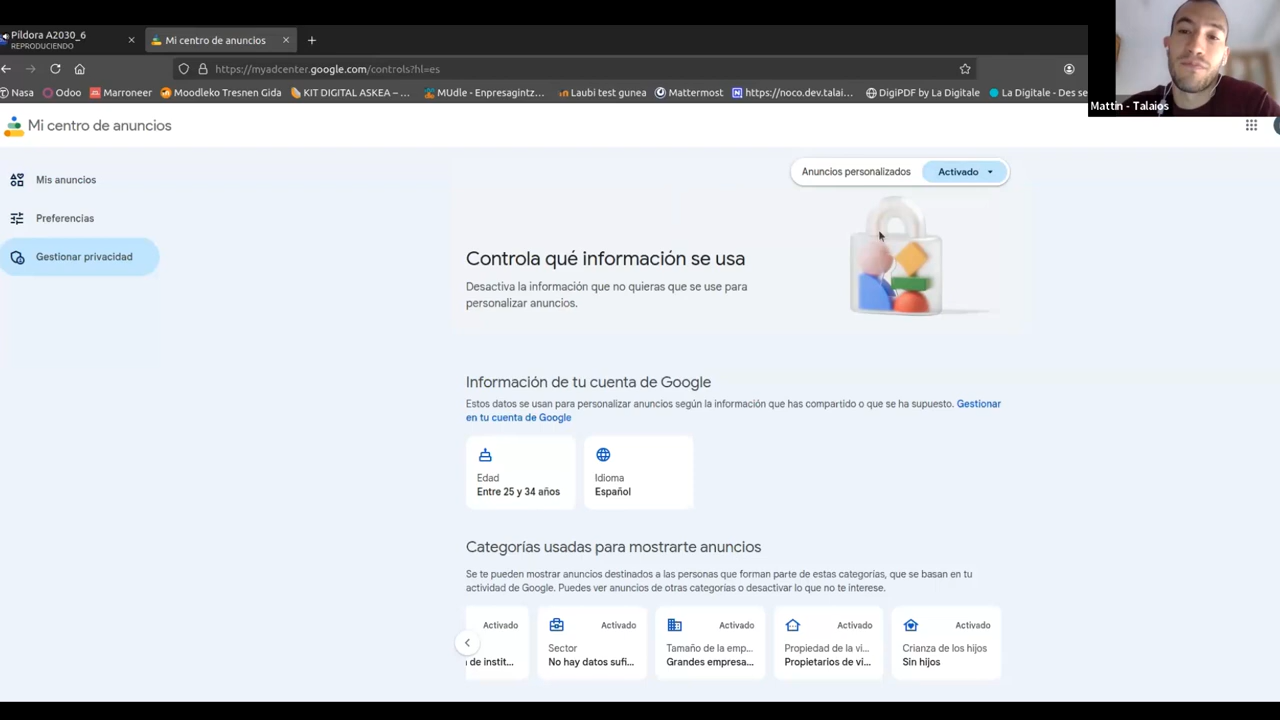 Píldora A2030_6
REPRODUCIENDO
Mi centro de anuncios
https://myadcenter.google.com/controls?hl=es
Nasa
Odoo
Marroneer
Moodleko Tresnen Gida
KIT DIGITAL ASKEA – …
MUdle - Enpresagintz…
Laubi test gunea
Mattermost
https://noco.dev.talai…
DigiPDF by La Digitale
La Digitale - Des se
Mattin - Talaios
Mi centro de anuncios
Mis anuncios
Preferencias
Gestionar privacidad
Anuncios personalizados
Activado
Controla qué información se usa
Desactiva la información que no quieras que se use para
personalizar anuncios.
Información de tu cuenta de Google
Estos datos se usan para personalizar anuncios según la información que has compartido o que se ha supuesto. Gestionar
en tu cuenta de Google
Edad
Entre 25 y 34 años
Idioma
Español
Categorías usadas para mostrarte anuncios
Se te pueden mostrar anuncios destinados a las personas que forman parte de estas categorías, que se basan en tu
actividad de Google. Puedes ver anuncios de otras categorías o desactivar lo que no te interese.
Activado
de instit...
Activado
Sector
No hay datos sufi...
Activado
Tamaño de la emp...
Grandes empresa...
Activado
Propiedad de la vi...
Propietarios de vi...
Activado
Crianza de los hijos
Sin hijos